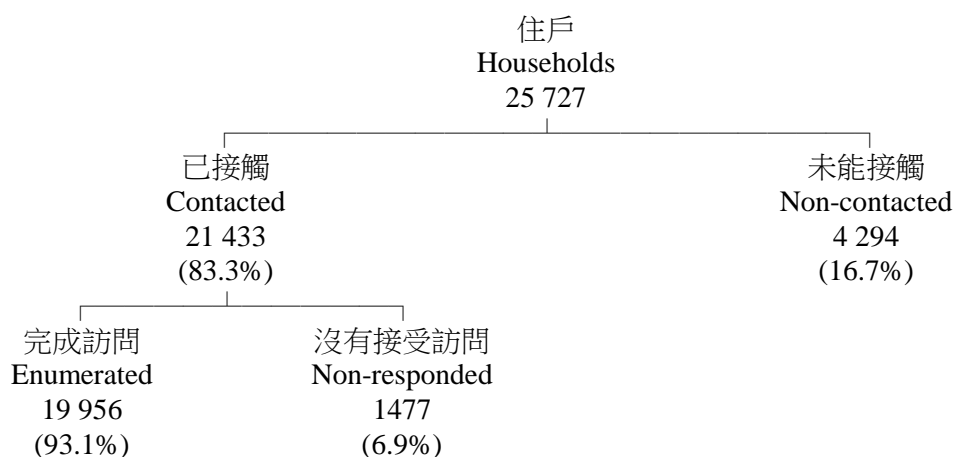 住戶
Households
25 727
已接觸
Contacted
21 433
(83.3%)
未能接觸
Non-contacted
4 294
(16.7%)
完成訪問
Enumerated
19 956
(93.1%)
沒有接受訪問
Non-responded
1477
(6.9%)